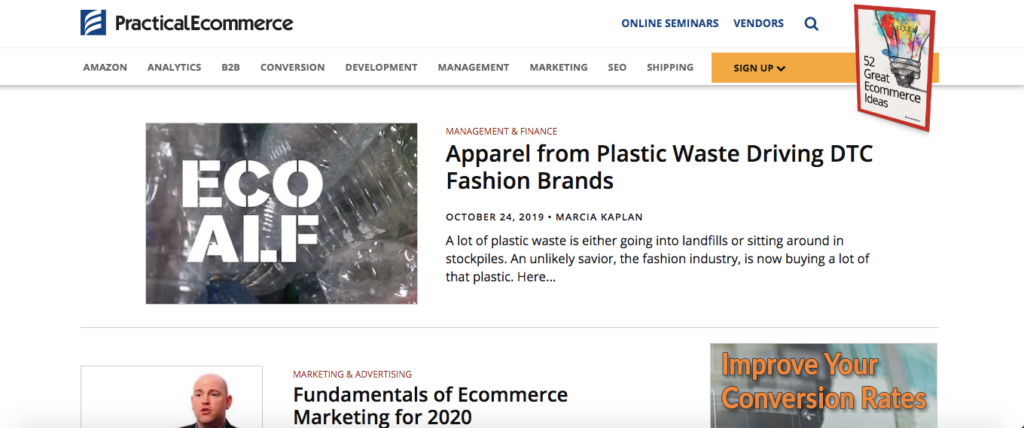 PracticalEcommerce
ONLINE SEMINARS VENDORS
AMAZON ANALYTICS B2B CONVERSION DEVELOPMENT MANAGEMENT MARKETING SEO SHIPPING SIGN UP
52
Great
Ecommerce
Ideas
ECO
ALF
MANAGEMENT & FINANCE
Apparel from Plastic Waste Driving DTC
Fashion Brands
OCTOBER 24, 2019 • MARCIA KAPLAN
A lot of plastic waste is either going into landfills or sitting around in
stockpiles. An unlikely savior, the fashion industry, is now buying a lot of
that plastic. Here...
MARKETING & ADVERTISING
Fundamentals of Ecommerce
Marketing for 2020
Improve Your
Conversion Rates